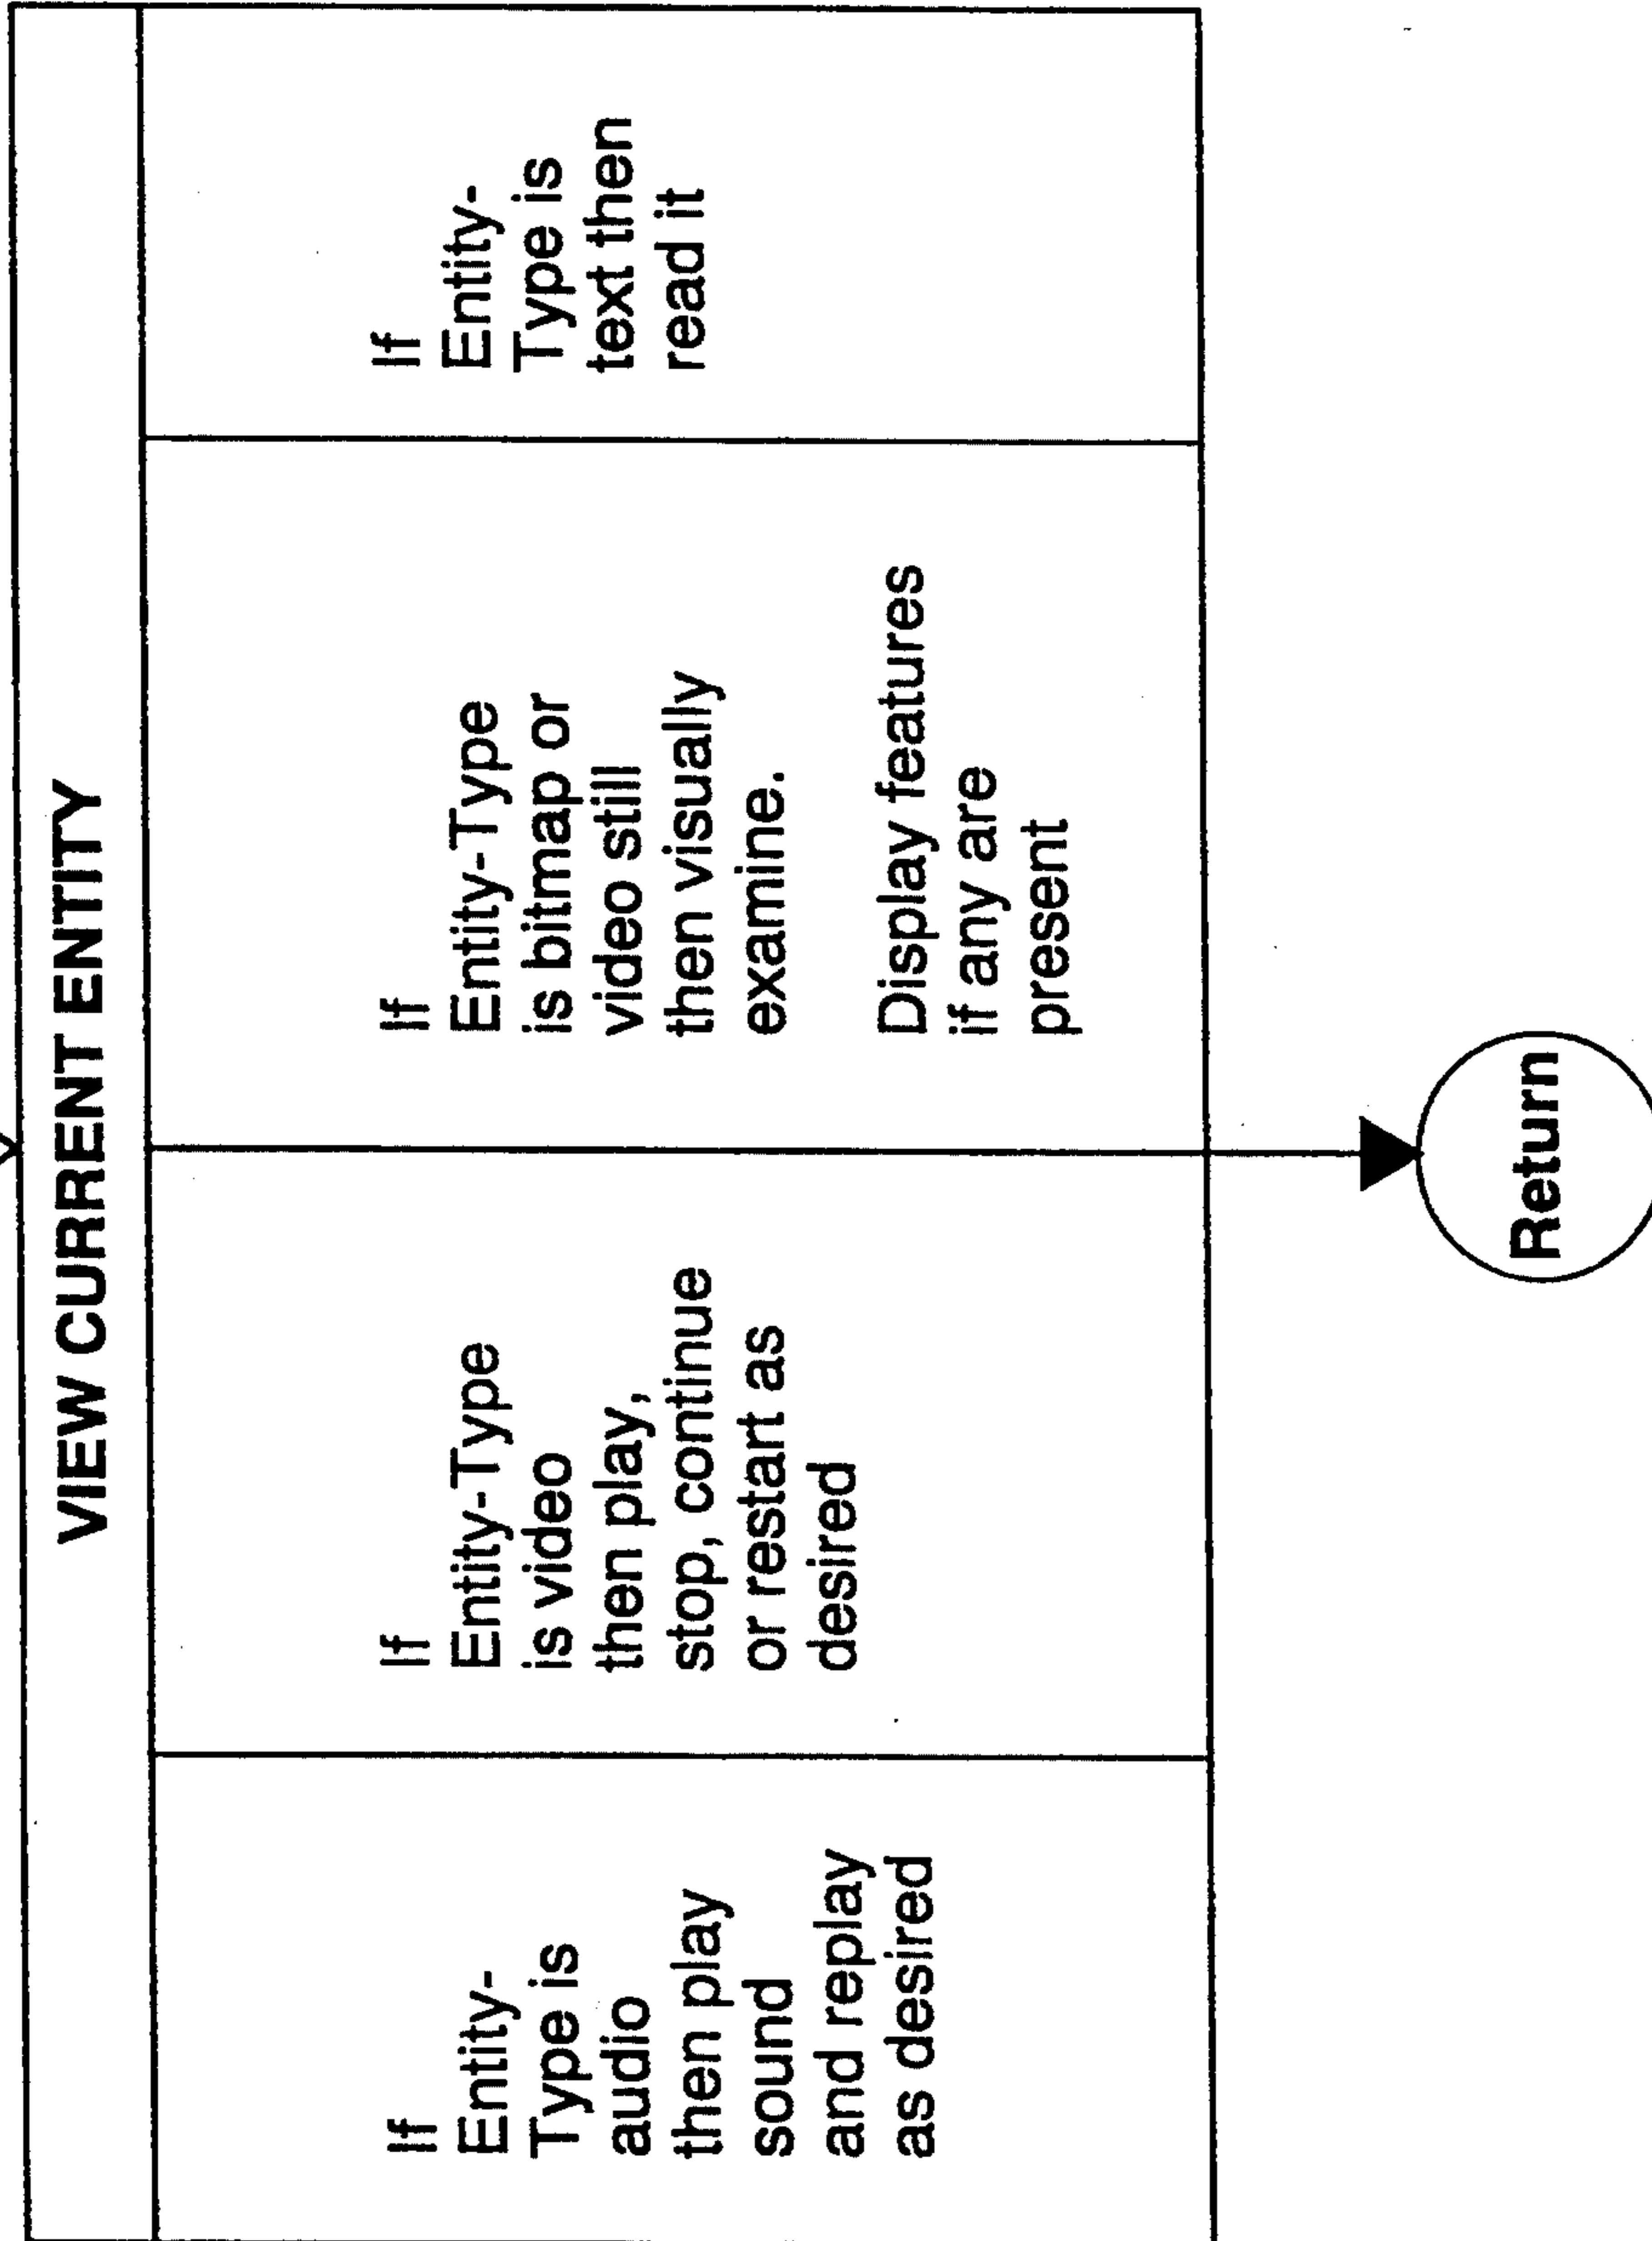 VIEW CURRENT ENTITY
If
Entity-
Type is
audio
then play
sound
and replay
as desired
If
Entity-Type
is video
then play,
stop, continue
or restart as
desired
If
Entity-Type
is bitmap or
video still
then visually
examine.
Display features
if any are
present
If
Entity-
Type is
text then
read it
Return